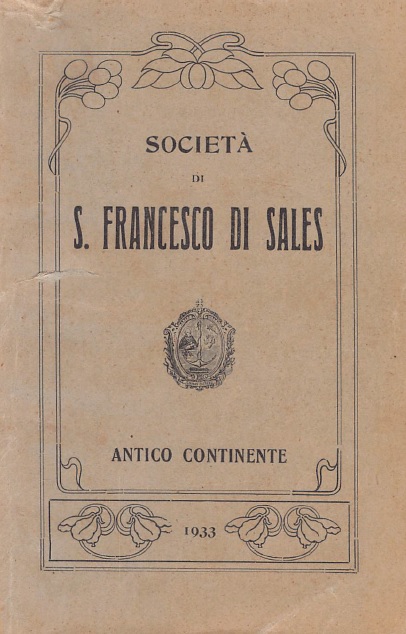 SOCIETÀ
DI
S. FRANCESCO DI SALES
ANTICO CONTINENTE
1933